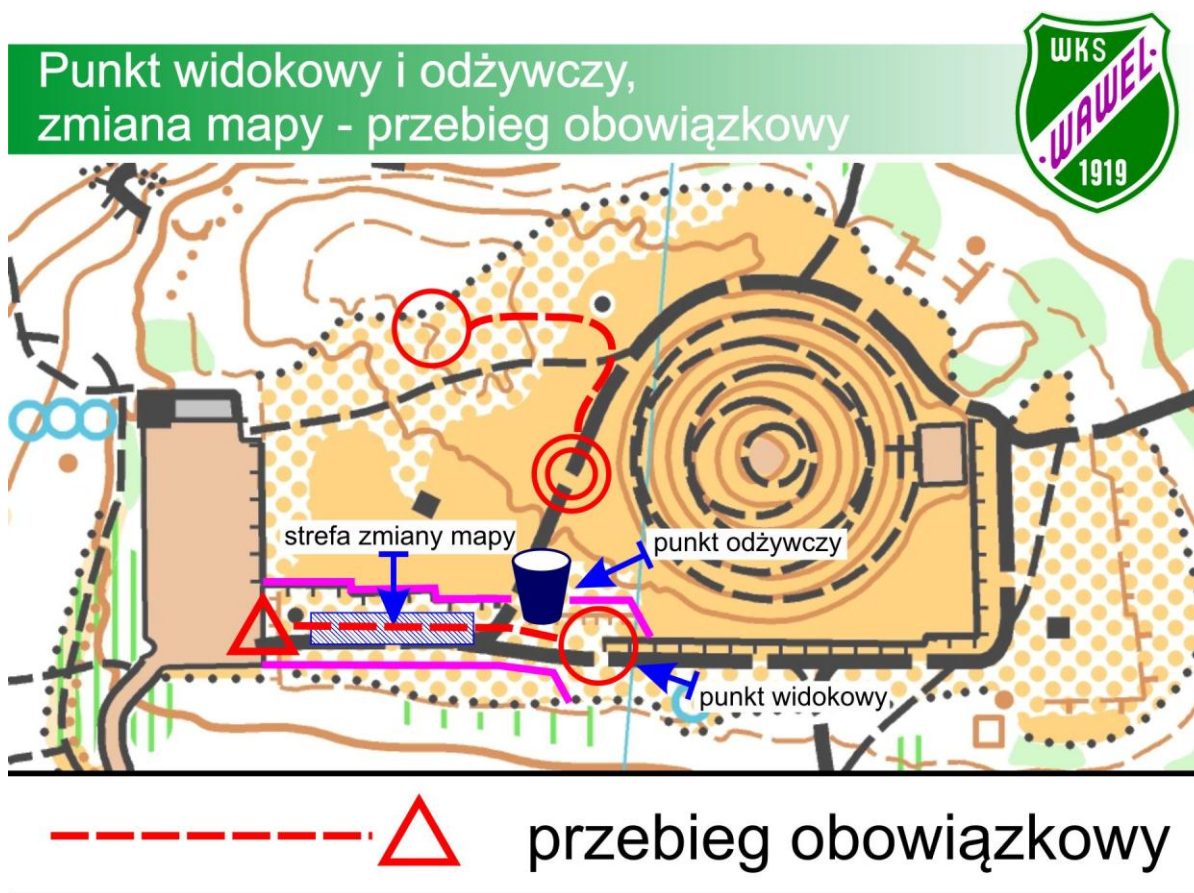 Punkt widokowy i odżywczy,
zmiana mapy - przebieg obowiązkowy
WKS
·WAWEL·
1919
strefa zmiany mapy
punkt odżywczy
punkt widokowy
przebieg obowiązkowy